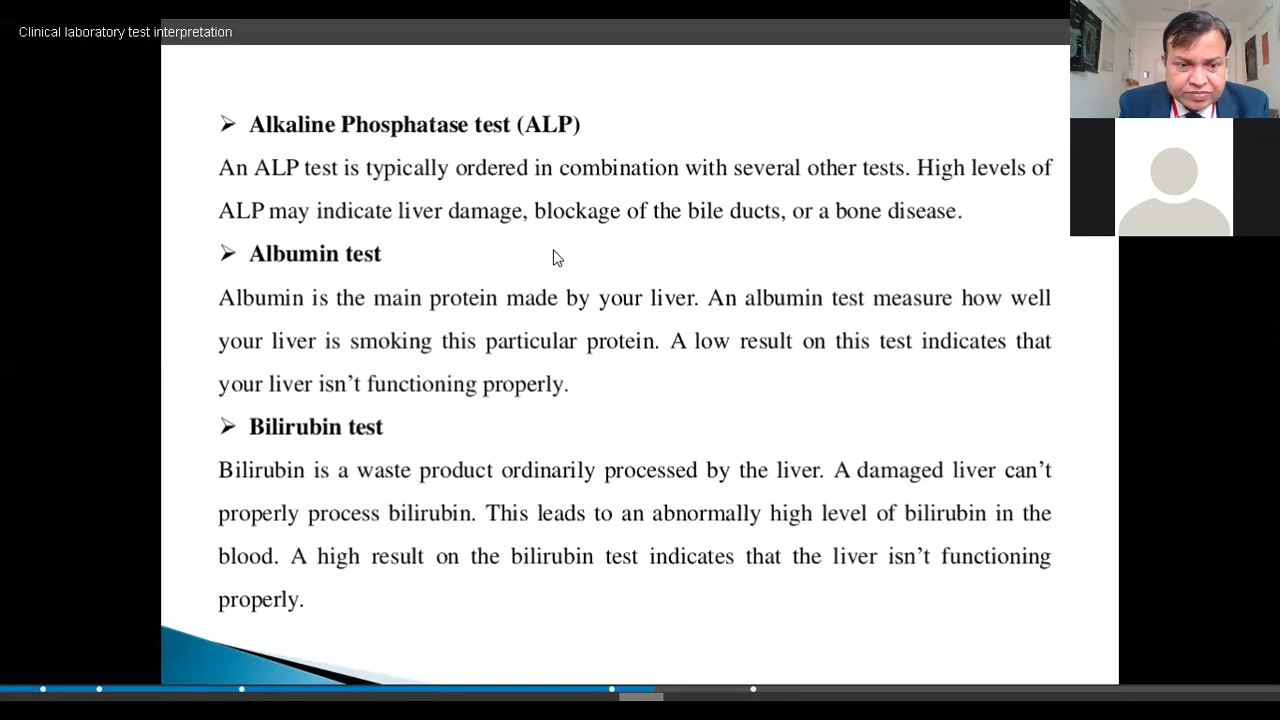 Clinical laboratory test interpretation
➢ Alkaline Phosphatase test (ALP)
An ALP test is typically ordered in combination with several other tests. High levels of
ALP may indicate liver damage, blockage of the bile ducts, or a bone disease.
➢ Albumin test
Albumin is the main protein made by your liver. An albumin test measure how well
your liver is smoking this particular protein. A low result on this test indicates that
your liver isn’t functioning properly.
➢ Bilirubin test
Bilirubin is a waste product ordinarily processed by the liver. A damaged liver can’t
properly process bilirubin. This leads to an abnormally high level of bilirubin in the
blood. A high result on the bilirubin test indicates that the liver isn’t functioning
properly.